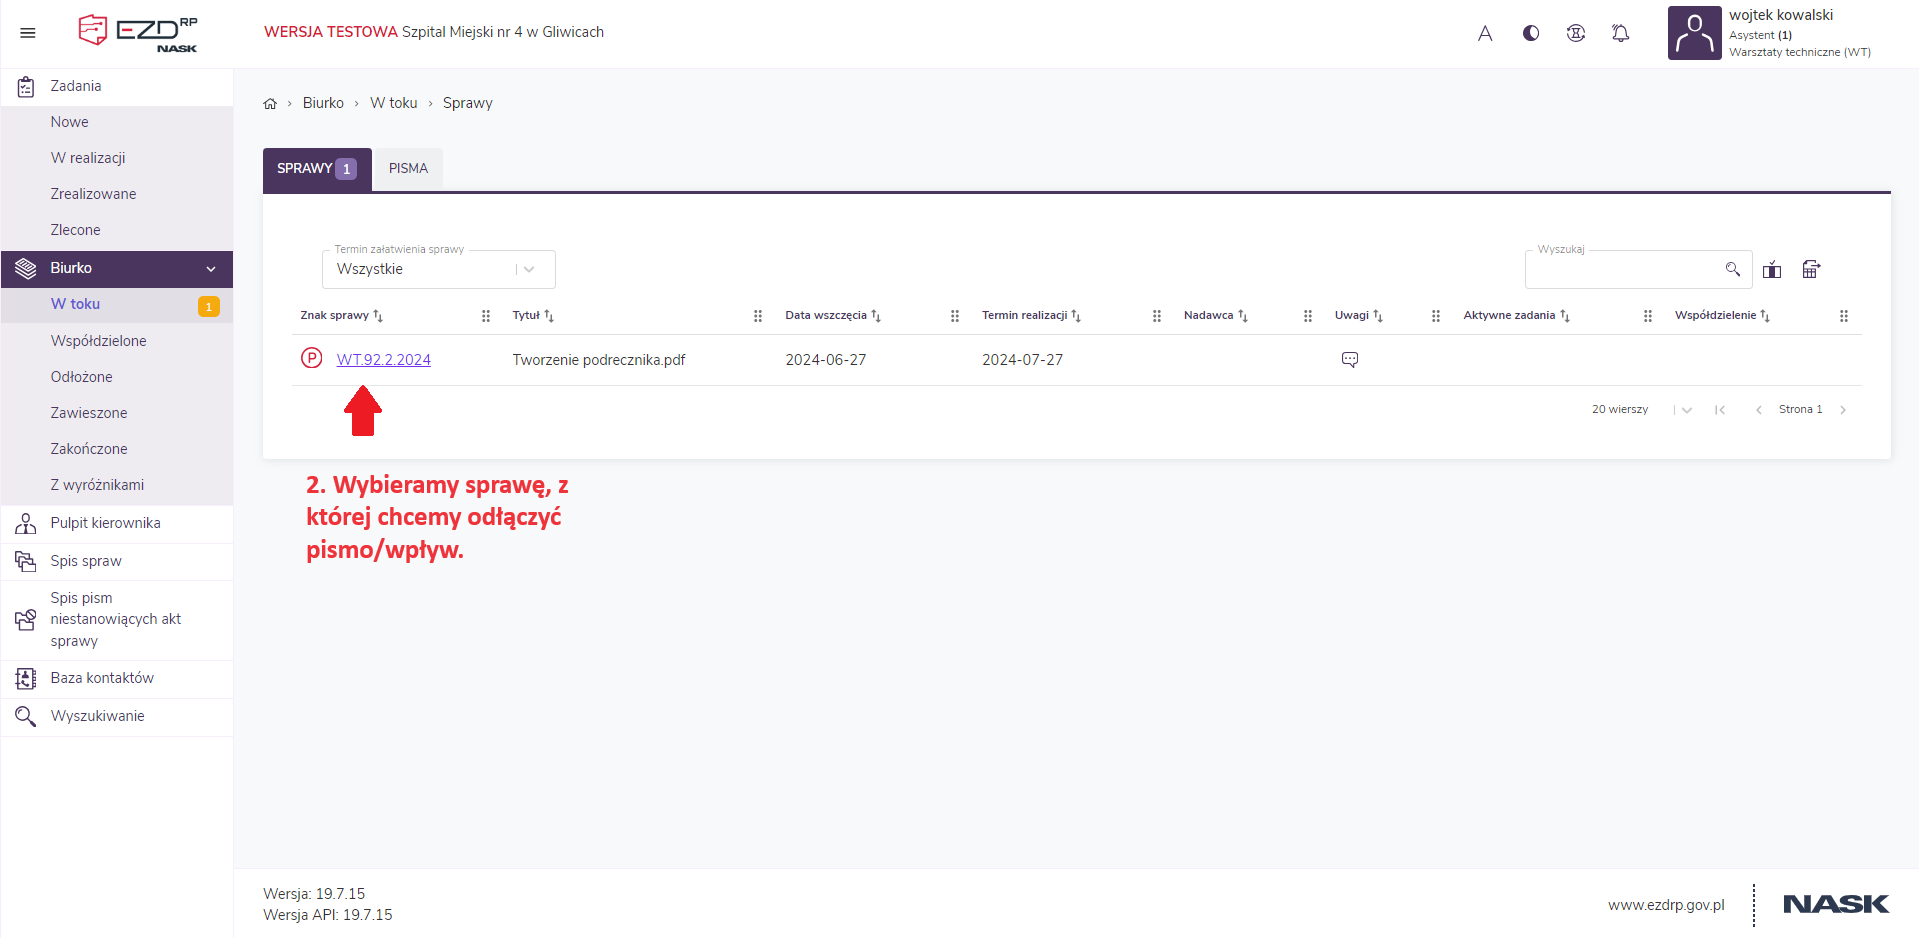 EZD RP
NASK
WERSJA TESTOWA Szpital Miejski nr 4 w Gliwicach
A
wojtek kowalski
Asystent (1)
Warsztaty techniczne (WT)
Zadania
Nowe
W realizacji
Zrealizowane
Zlecone
Biurko
W toku 1
Współdzielone
Odłożone
Zawieszone
Zakończone
Z wyróżnikami
Pulpit kierownika
Spis spraw
Spis pism
niestanowiących akt
sprawy
Baza kontaktów
Wyszukiwanie
Biurko › W toku › Sprawy
SPRAWY 1 PISMA
Termin załatwienia sprawy
Wszystkie
Wyszukaj
Znak sprawy Tytuł Data wszczęcia Termin realizacji Nadawca Uwagi Aktywne zadania Współdzielenie
P WT.92.2.2024 Tworzenie podrecznika.pdf 2024-06-27 2024-07-27
20 wierszy Strona 1
2. Wybieramy sprawę, z
której chcemy odłączyć
pismo/wpływ.
Wersja: 19.7.15
Wersja API: 19.7.15
www.ezdrp.gov.pl
NASK